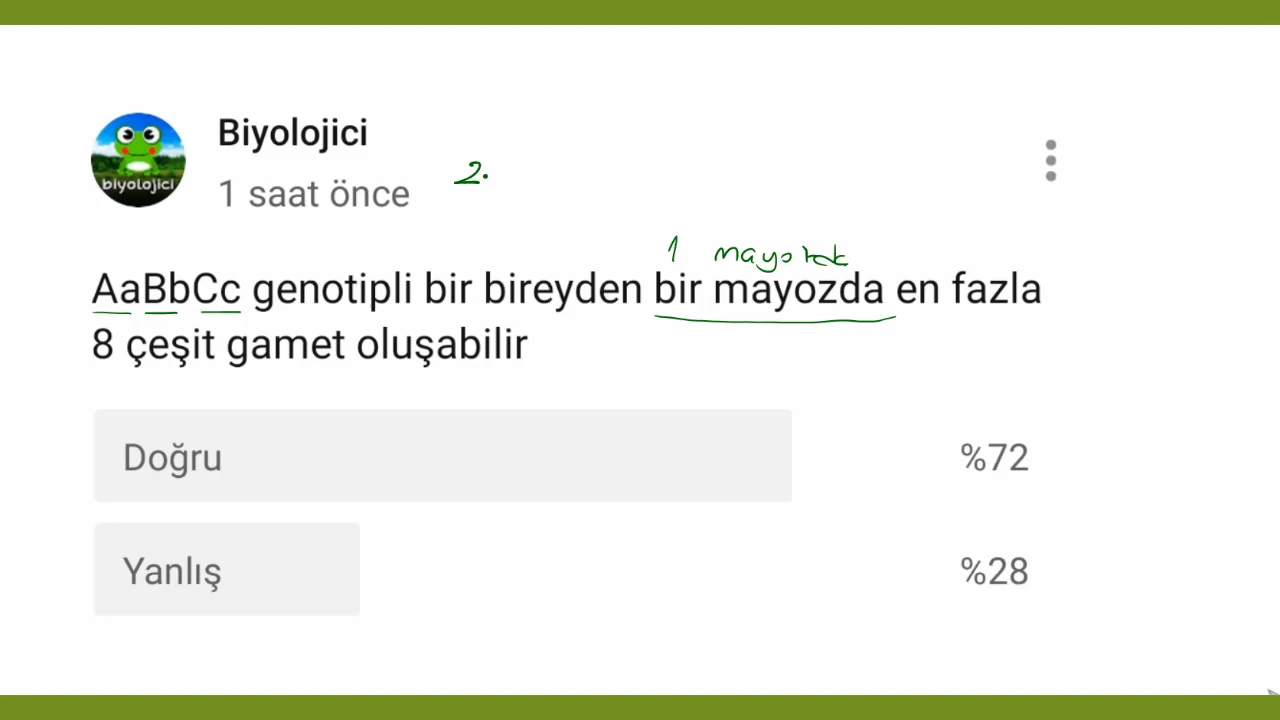 Biyolojici
biyolojici
1 saat önce
2.
1
AaBbCc genotipli bir bireyden bir mayozda en fazla
8 çeşit gamet oluşabilir
Doğru %72
Yanlış %28